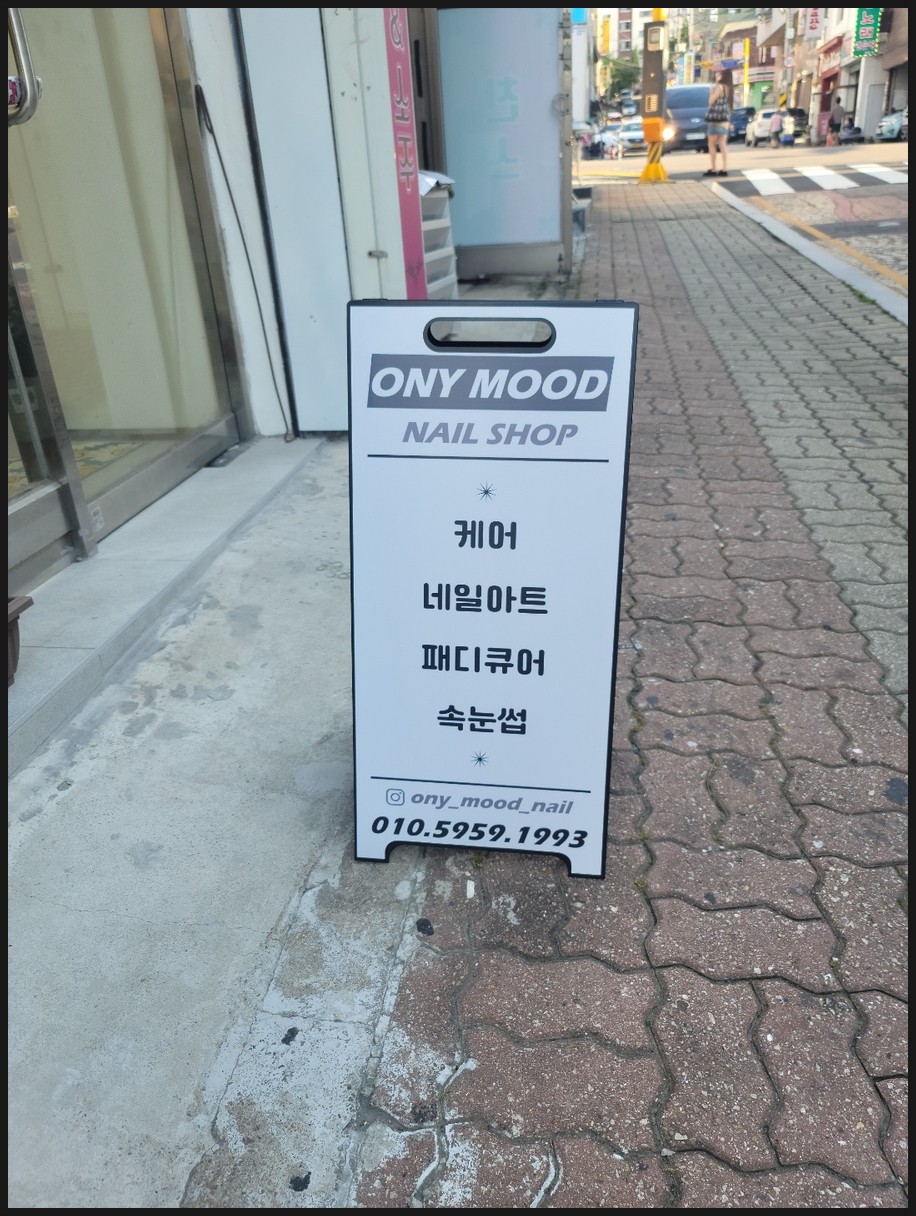 ONY MOOD
NAIL SHOP
케어
네일아트
패디큐어
속눈썹
ony_mood_nail
010.5959.1993